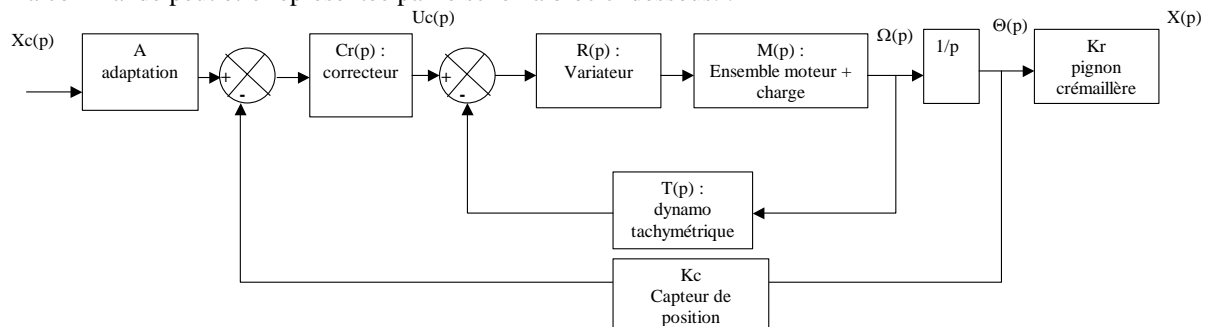 Uc(p)
X(p)
Xc(p)
A
adaptation
+
-
Cr(p) :
correcteur
+
-
R(p) :
Variateur
M(p) :
Ensemble moteur +
charge
Ω(p)
1/p
Θ(p)
Kr
pignon
crémaillère
T(p) :
dynamo
tachymétrique
Kc
Capteur de
position